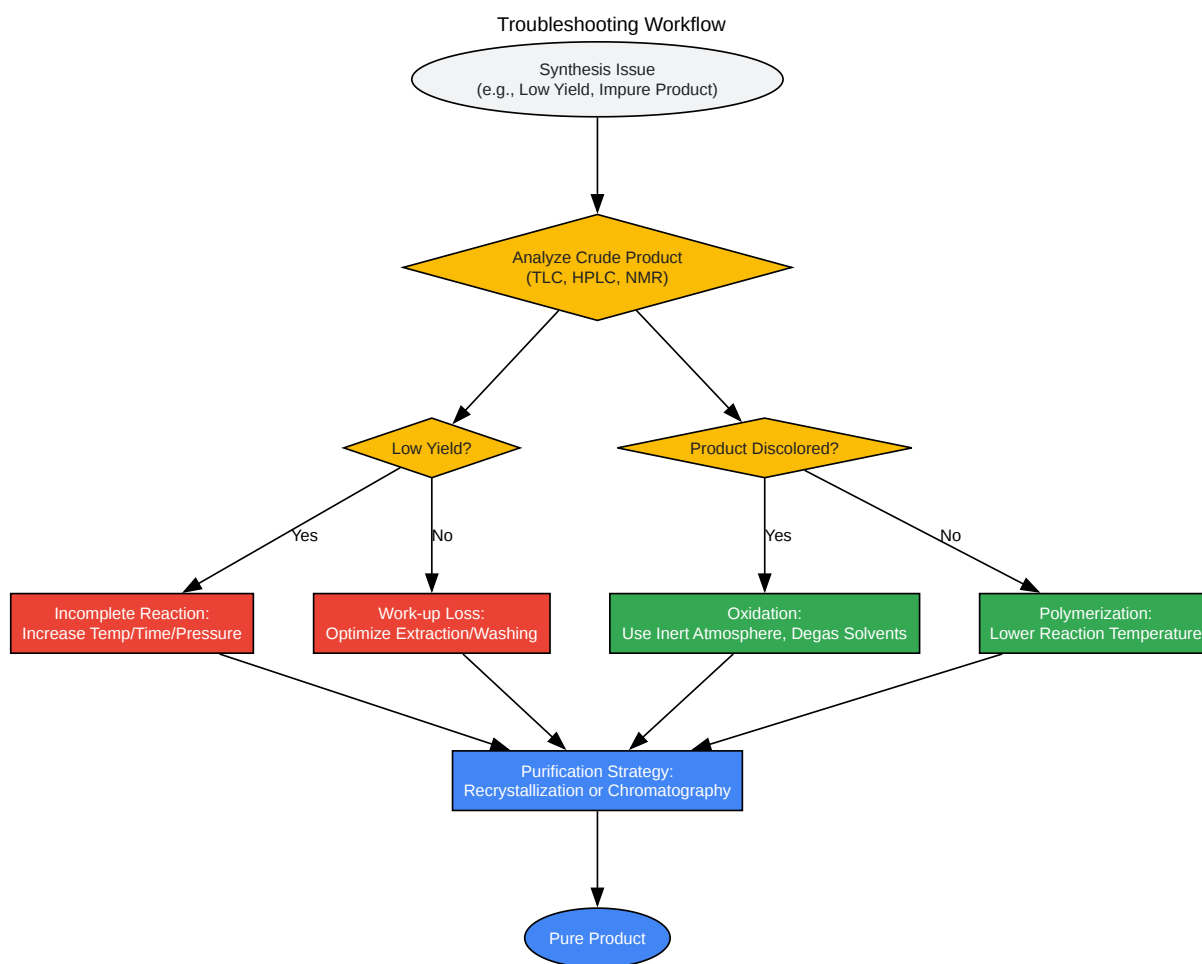 Troubleshooting Workflow
Synthesis Issue
(e.g., Low Yield, Impure Product)
Analyze Crude Product
(TLC, HPLC, NMR)
Low Yield?
Product Discolored?
Yes
No
Yes
No
Incomplete Reaction:
Increase Temp/Time/Pressure
Work-up Loss:
Optimize Extraction/Washing
Oxidation:
Use Inert Atmosphere, Degas Solvents
Polymerization:
Lower Reaction Temperature
Purification Strategy:
Recrystallization or Chromatography
Pure Product